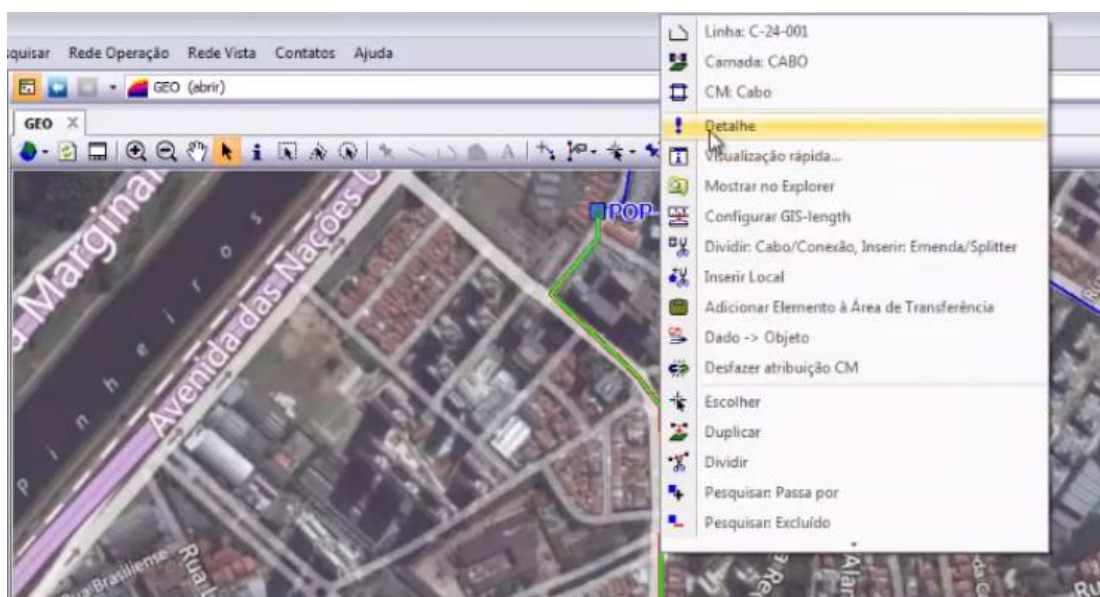 squisar Rede Operação Rede Vista Contatos Ajuda
GEO (abrir)
GEO X
Linha: C-24-001
Camada: CABO
CM: Cabo
Detalhe
Visualização rápida...
Mostrar no Explorer
Configurar GIS-length
Dividir: Cabo/Conexão, Inserir: Emenda/Splitter
Inserir Local
Adicionar Elemento à Área de Transferência
Dado -> Objeto
Desfazer atribuição CM
Escolher
Duplicar
Dividir
Pesquisar: Passa por
Pesquisar: Excluído
POP
Marginal
Avenida das Nações U
Pinheiros
Rua Brasiliense